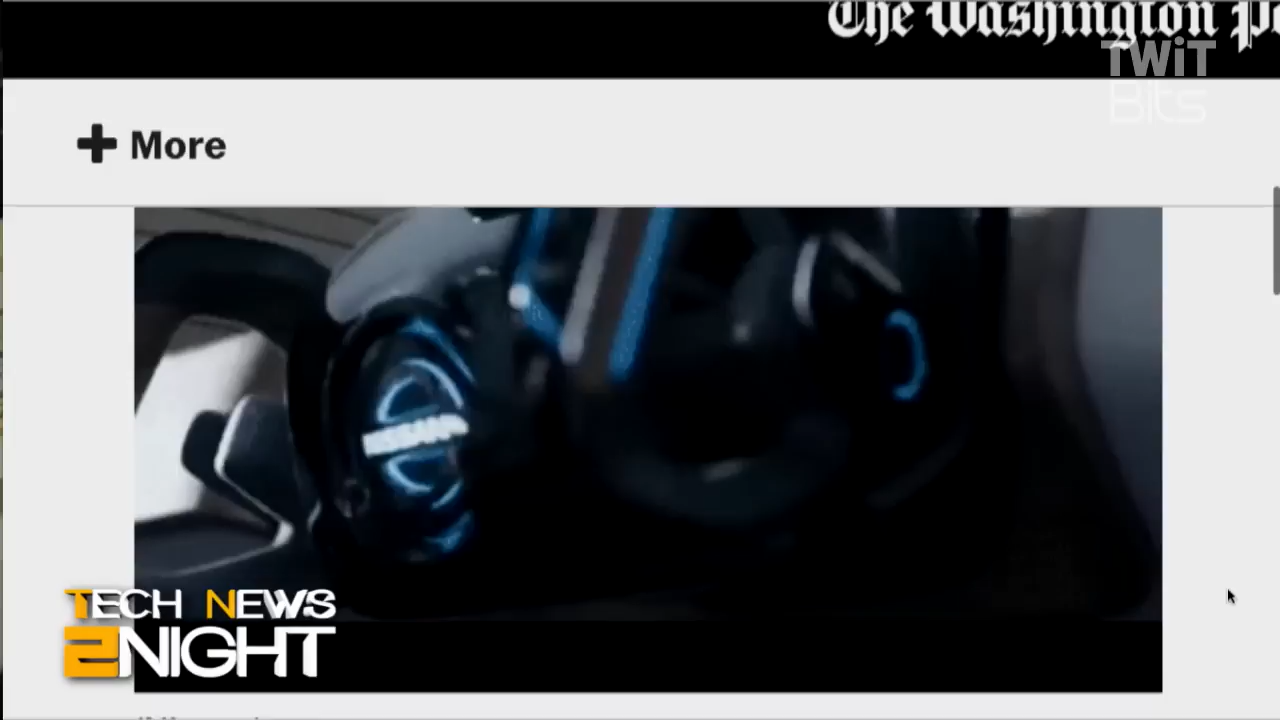 The Washington Po
TWiT
Bits
+ More
NISSAN
TECH NEWS
2NIGHT